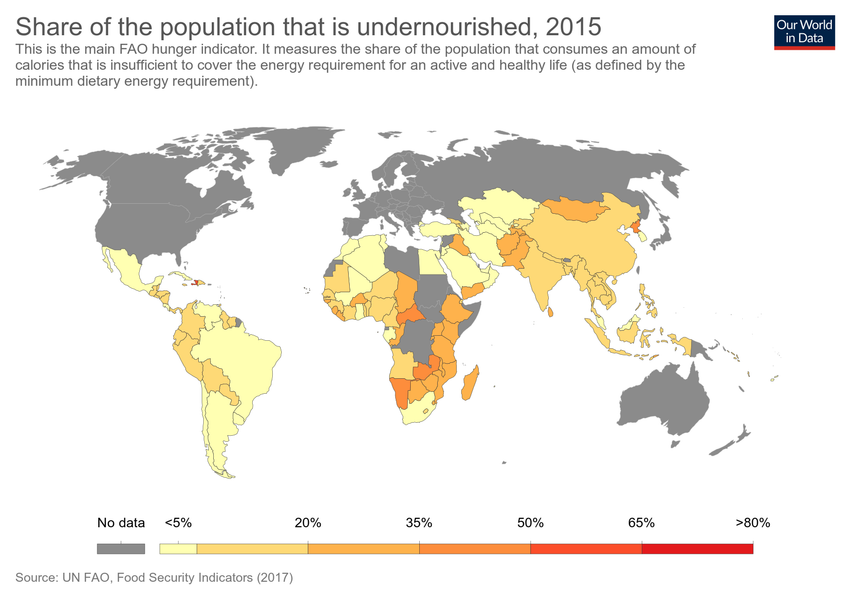 Share of the population that is undernourished, 2015
Our World
in Data
This is the main FAO hunger indicator. It measures the share of the population that consumes an amount of
calories that is insufficient to cover the energy requirement for an active and healthy life (as defined by the
minimum dietary energy requirement).
No data <5% 20% 35% 50% 65% >80%
Source: UN FAO, Food Security Indicators (2017)